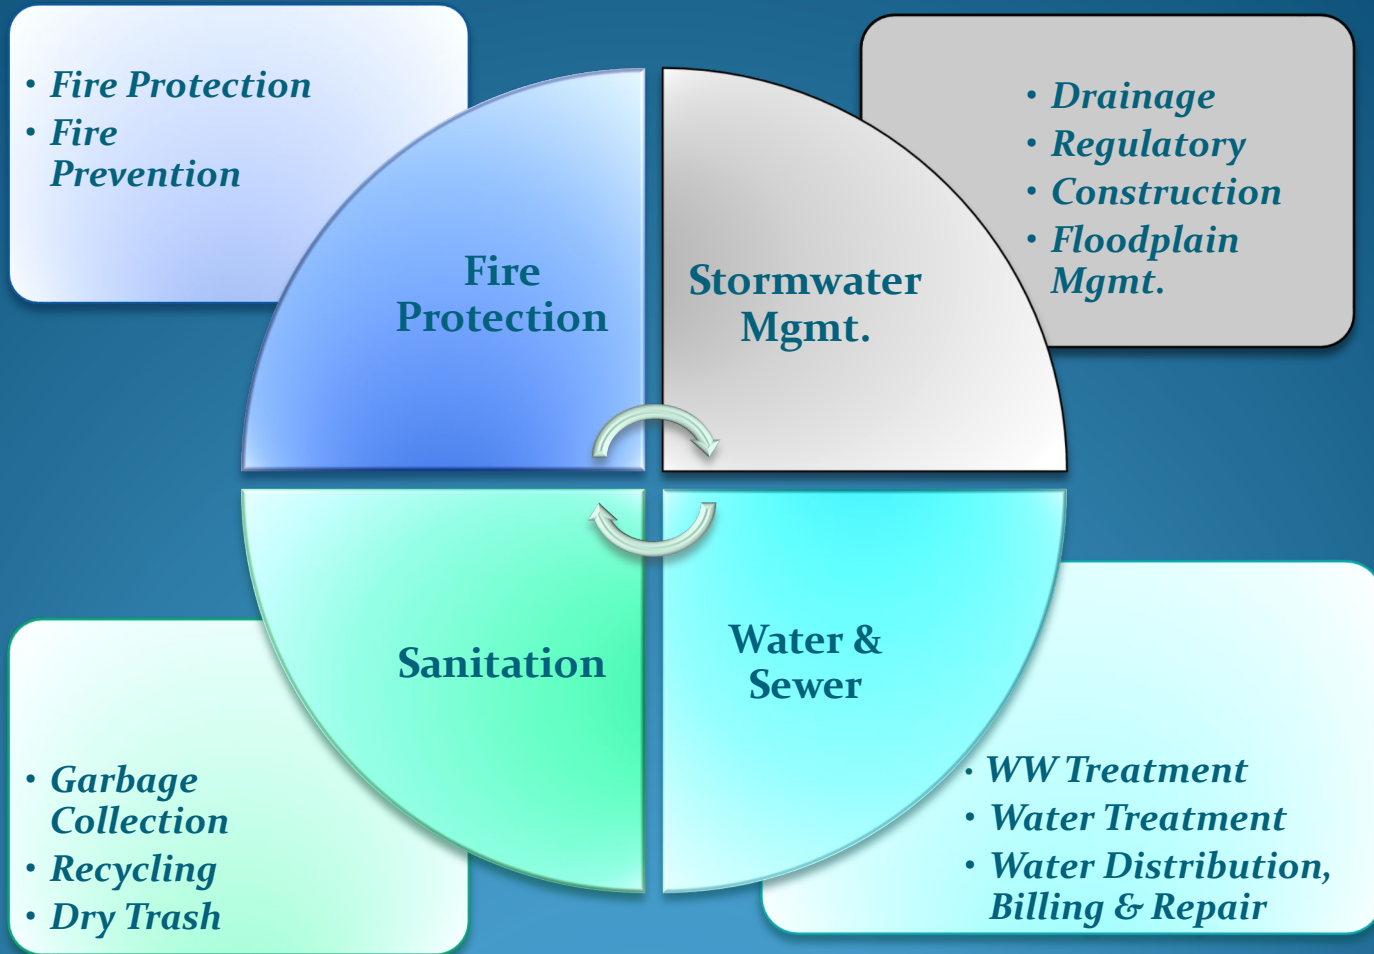 • Fire Protection
• Fire
Prevention
Fire
Protection
Stormwater
Mgmt.
• Drainage
• Regulatory
• Construction
• Floodplain
Mgmt.
Sanitation
• Garbage
Collection
• Recycling
• Dry Trash
Water &
Sewer
• WW Treatment
• Water Treatment
• Water Distribution,
Billing & Repair